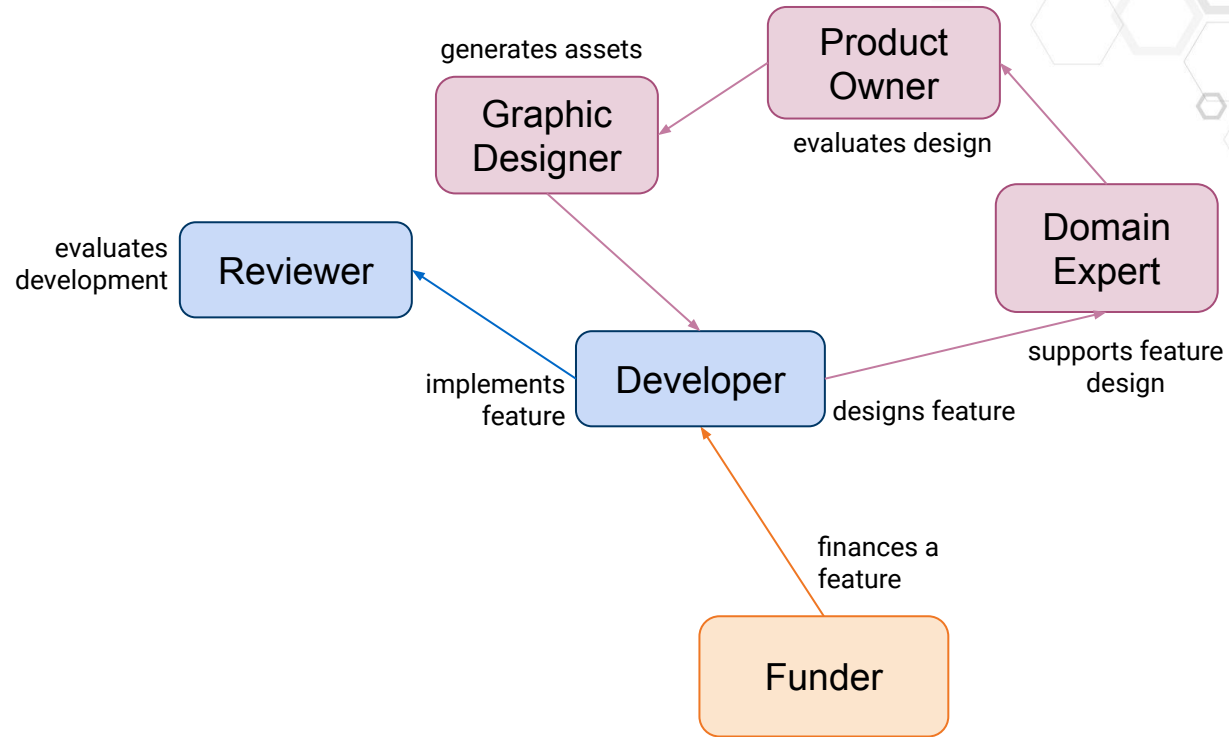 generates assets
Product
Owner
Graphic
Designer
evaluates design
Domain
Expert
evaluates
development
Reviewer
supports feature
design
implements
feature
Developer
designs feature
finances a
feature
Funder